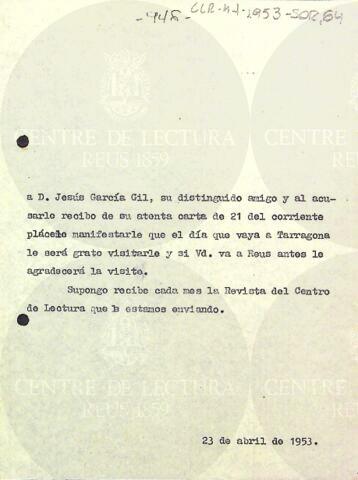 -448- CLR-h.1.1953-SOR,64
CENTRE DE LECTURA
REUS 1859
a D. Jesús García Gil, su distinguido amigo y al acu-
sarle recibo de su atenta carta de 21 del corriente
plácele manifestarle que el día que vaya a Tarragona
le será grato visitarle y si Vd. va a Reus antes le
agradecerá la visita.
Supongo recibe cada mes la Revista del Centro
de Lectura que le estamos enviando.
CENTRE DE LECTURA
REUS 1859
23 de abril de 1953.